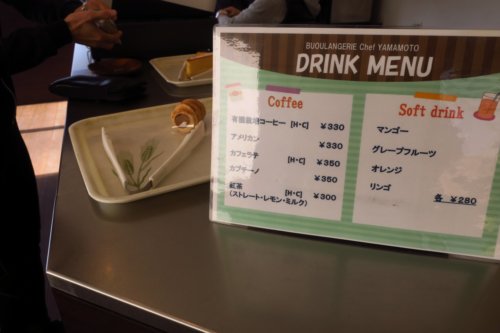 BUOULANGERIE Chef YAMAMOTO
DRINK MENU
Coffee
有機栽培コーヒー [H・C] ¥330
アメリカン ¥330
カフェラテ [H・C] ¥350
カプチーノ ¥350
紅茶 [H・C] ¥300
(ストレート・レモン・ミルク)
Soft drink
マンゴー
グレープフルーツ
オレンジ
リンゴ
各 ¥280